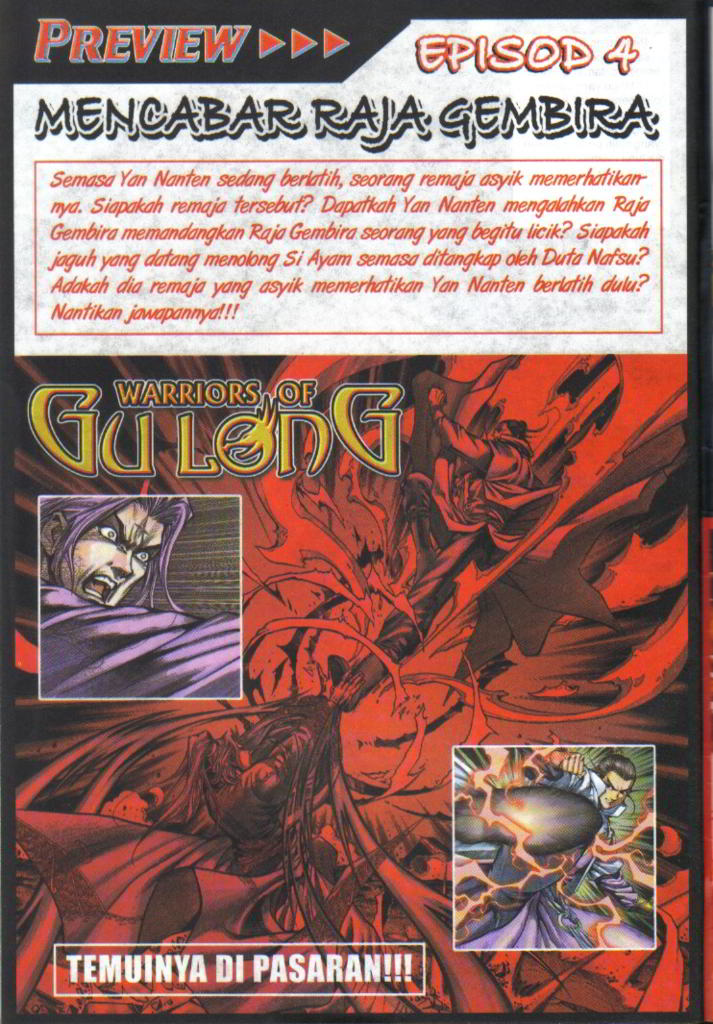 PREVIEW
EPISOD 4
MENCABAR RAJA GEMBIRA
Semasa Yan Nanten sedang berlatih, seorang remaja asyik memerhatikan-
nya. Siapakah remaja tersebut? Dapatkah Yan Nanten mengalahkan Raja
Gembira memandangkan Raja Gembira seorang yang begitu licik? Siapakah
jaguh yang datang menolong Si Ayam semasa ditangkap oleh Duta Nafsu?
Adakah dia remaja yang asyik memerhatikan Yan Nanten berlatih dulu?
Nantikan jawapannya!!!
WARRIORS OF
GU LONG
TEMUINYA DI PASARAN!!!